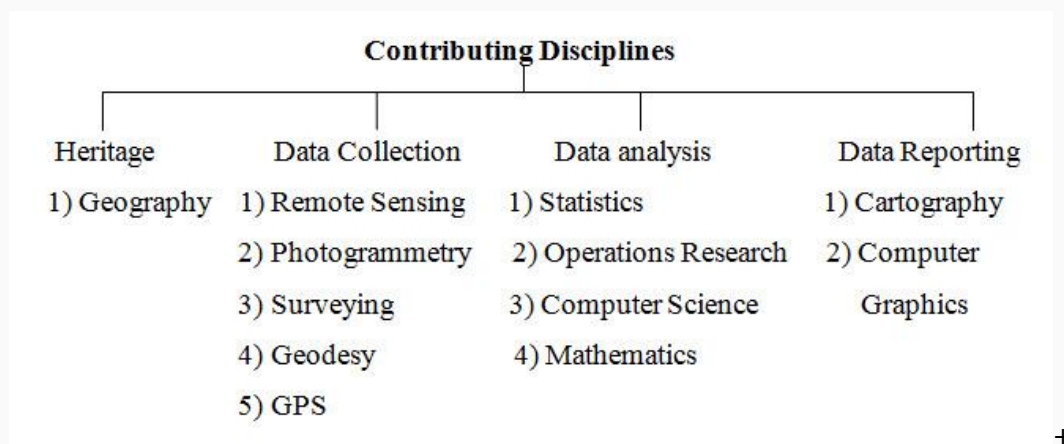 Contributing Disciplines
Heritage
1) Geography
Data Collection
1) Remote Sensing
2) Photogrammetry
3) Surveying
4) Geodesy
5) GPS
Data analysis
1) Statistics
2) Operations Research
3) Computer Science
4) Mathematics
Data Reporting
1) Cartography
2) Computer
Graphics